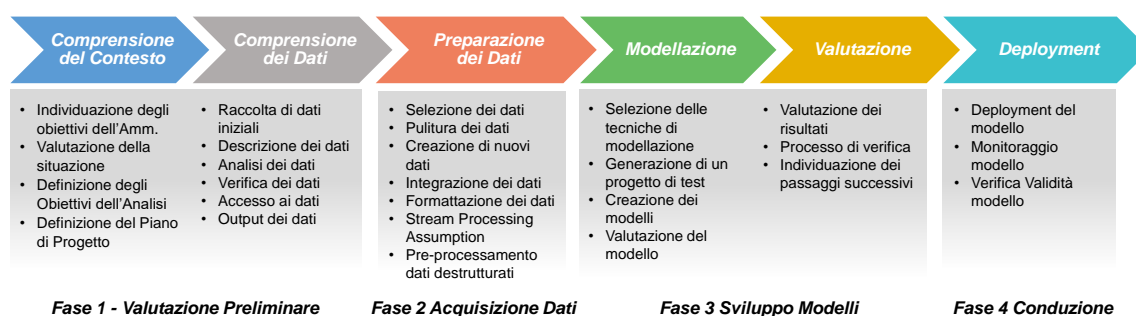 Comprensione
del Contesto
Comprensione
dei Dati
Preparazione
dei Dati
Modellazione
Valutazione
Deployment
• Individuazione degli
obiettivi dell'Amm.
• Valutazione della
situazione
• Definizione degli
Obiettivi dell'Analisi
• Definizione del Piano
di Progetto
• Raccolta di dati
iniziali
• Descrizione dei dati
• Analisi dei dati
• Verifica dei dati
• Accesso ai dati
• Output dei dati
• Selezione dei dati
• Pulitura dei dati
• Creazione di nuovi
dati
• Integrazione dei dati
• Formattazione dei dati
• Stream Processing
Assumption
• Pre-processamento
dati destrutturati
• Selezione delle
tecniche di
modellazione
• Generazione di un
progetto di test
• Creazione dei
modelli
• Valutazione del
modello
• Valutazione dei
risultati
• Processo di verifica
• Individuazione dei
passaggi successivi
• Deployment del
modello
• Monitoraggio
modello
• Verifica Validità
modello
Fase 1 - Valutazione Preliminare
Fase 2 Acquisizione Dati
Fase 3 Sviluppo Modelli
Fase 4 Conduzione